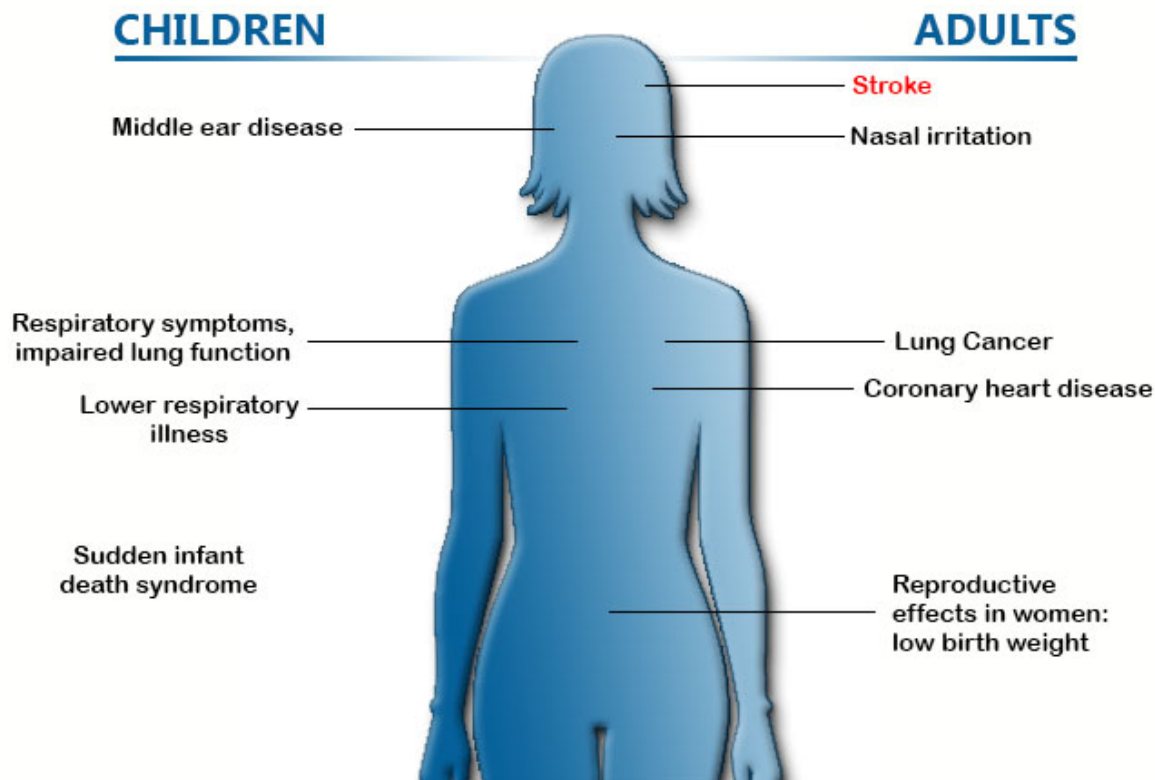 CHILDREN
ADULTS
Stroke
Middle ear disease
Nasal irritation
Respiratory symptoms,
impaired lung function
Lung Cancer
Coronary heart disease
Lower respiratory
illness
Sudden infant
death syndrome
Reproductive
effects in women:
low birth weight